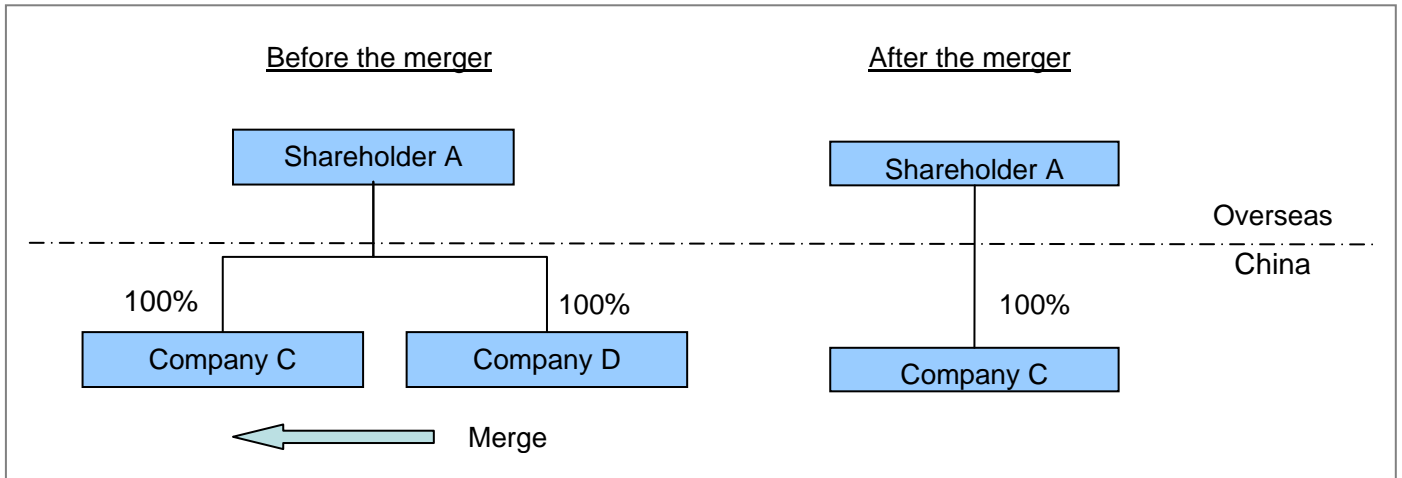 Before the merger
After the merger
Shareholder A
Shareholder A
Overseas
China
100%
100%
100%
Company C
Company D
Company C
Merge